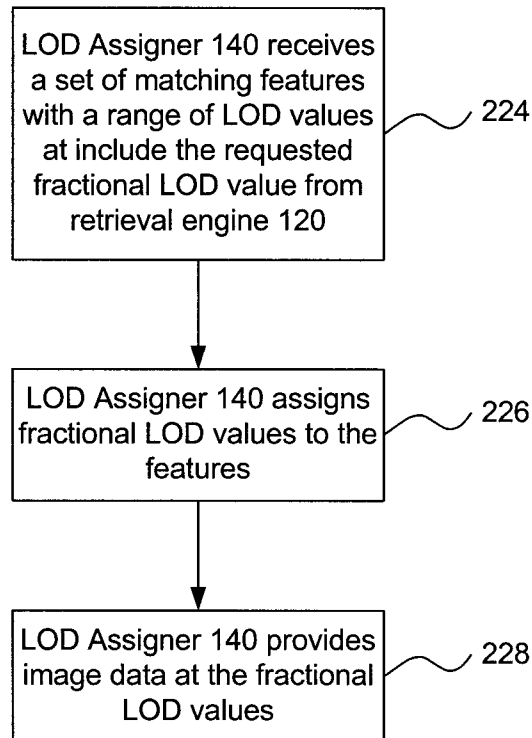 LOD Assigner 140 receives
a set of matching features
with a range of LOD values
at include the requested
fractional LOD value from
retrieval engine 120
224
LOD Assigner 140 assigns
fractional LOD values to the
features
226
LOD Assigner 140 provides
image data at the fractional
LOD values
228